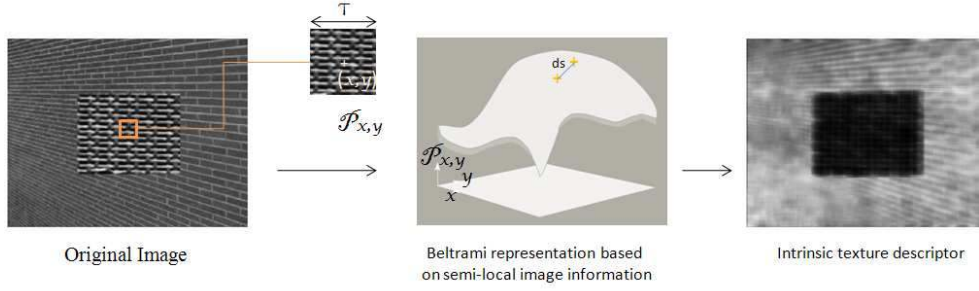 τ
(x,y)
𝒫x,y
ds
𝒫x,y
y
x
Original Image
Beltrami representation based
on semi-local image information
Intrinsic texture descriptor